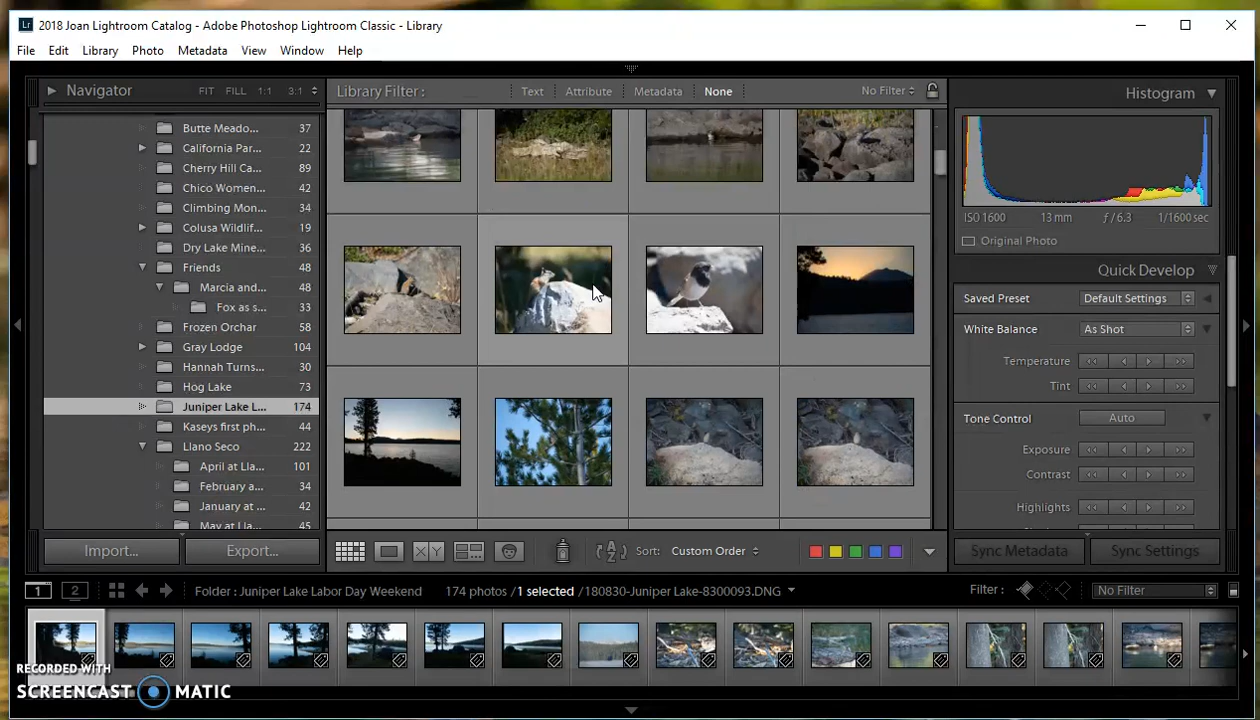 2018 Joan Lightroom Catalog - Adobe Photoshop Lightroom Classic - Library
File Edit Library Photo Metadata View Window Help
Navigator FIT FILL 1:1 3:1
Library Filter : Text Attribute Metadata None No Filter
Histogram
Butte Meado... 37
California Par... 22
Cherry Hill Ca... 89
Chico Women... 42
Climbing Mon... 34
Colusa Wildlif... 19
Dry Lake Mine... 36
Friends 48
Marcia and... 48
Fox as s... 33
Frozen Orchar 58
Gray Lodge 104
Hannah Turns... 30
Hog Lake 73
Juniper Lake L... 174
Kaseys first ph... 44
Llano Seco 222
April at Lla... 101
February a... 34
January at ... 42
May at Lla... 45
ISO 1600 13 mm ƒ / 6.3 1/1600 sec
Original Photo
Quick Develop
Saved Preset Default Settings
White Balance As Shot
Temperature
Tint
Tone Control Auto
Exposure
Contrast
Highlights
Import... Export...
XY Sort: Custom Order
Sync Metadata Sync Settings
1 2 Folder : Juniper Lake Labor Day Weekend 174 photos / 1 selected / 180830-Juniper Lake-8300093.DNG Filter : No Filter
RECORDED WITH
SCREENCAST MATIC